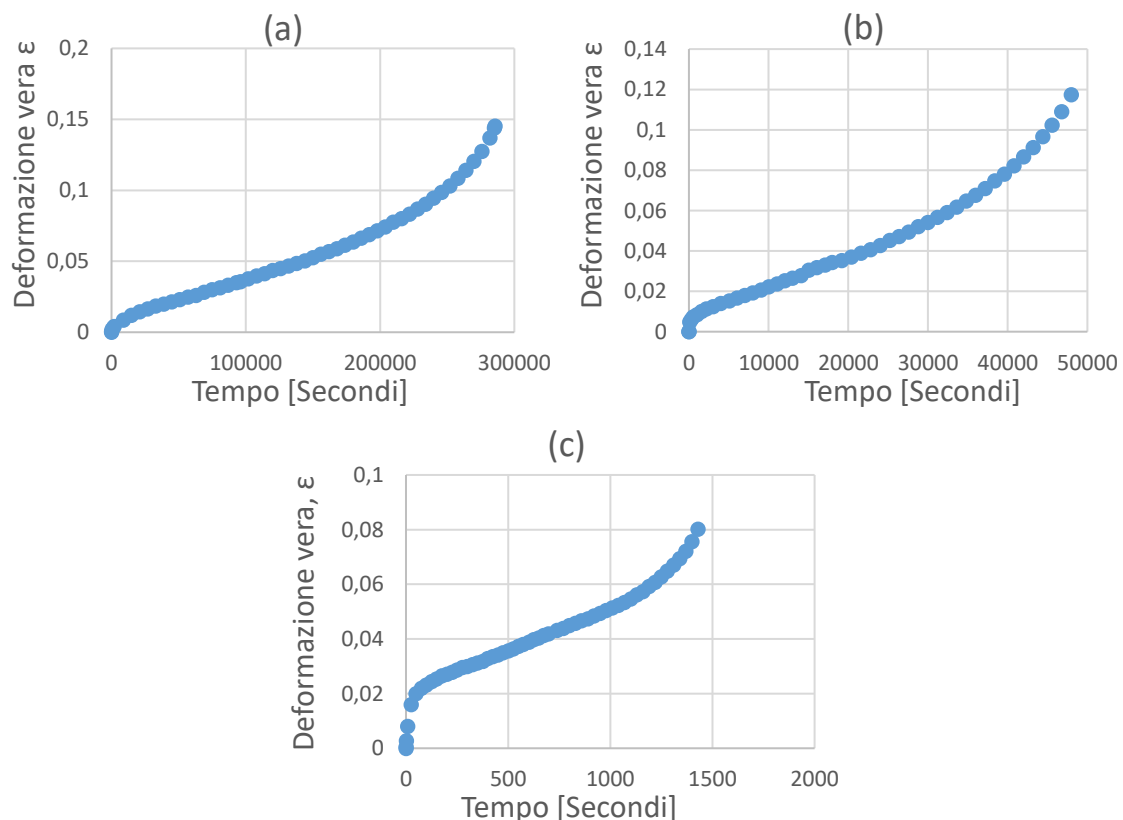 (a)
Deformazione vera ε
0,2
0,15
0,1
0,05
0
0 100000 200000 300000
Tempo [Secondi]
(b)
Deformazione vera ε
0,14
0,12
0,1
0,08
0,06
0,04
0,02
0
0 10000 20000 30000 40000 50000
Tempo [Secondi]
(c)
Deformazione vera, ε
0,1
0,08
0,06
0,04
0,02
0
0 500 1000 1500 2000
Tempo [Secondi]